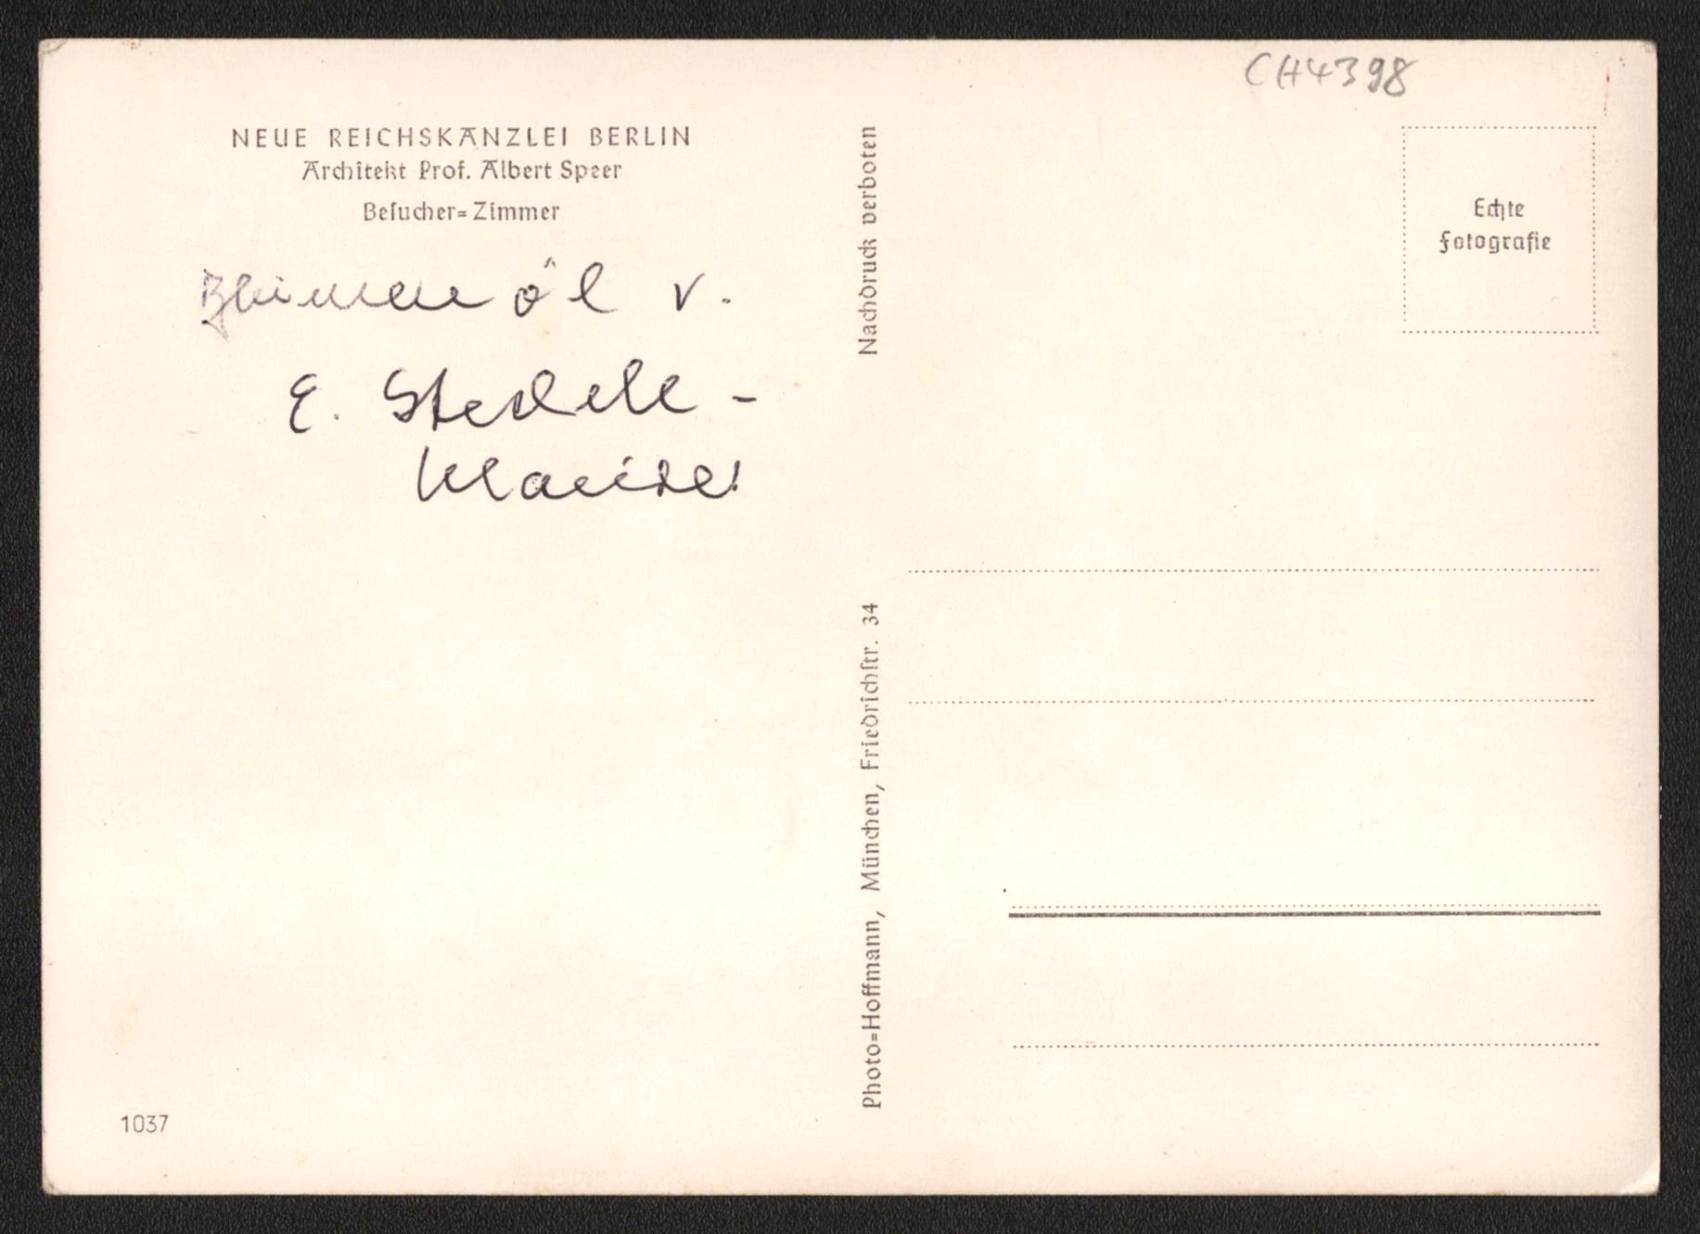 CH4398
NEUE REICHSKANZLEI BERLIN
Architekt Prof. Albert Speer
Beſucher=Zimmer
Blumenöl v.
E.
Nachdruck verboten
Photo=Hoffmann, München, Friedrichſtr. 34
Echte
Fotografie
1037